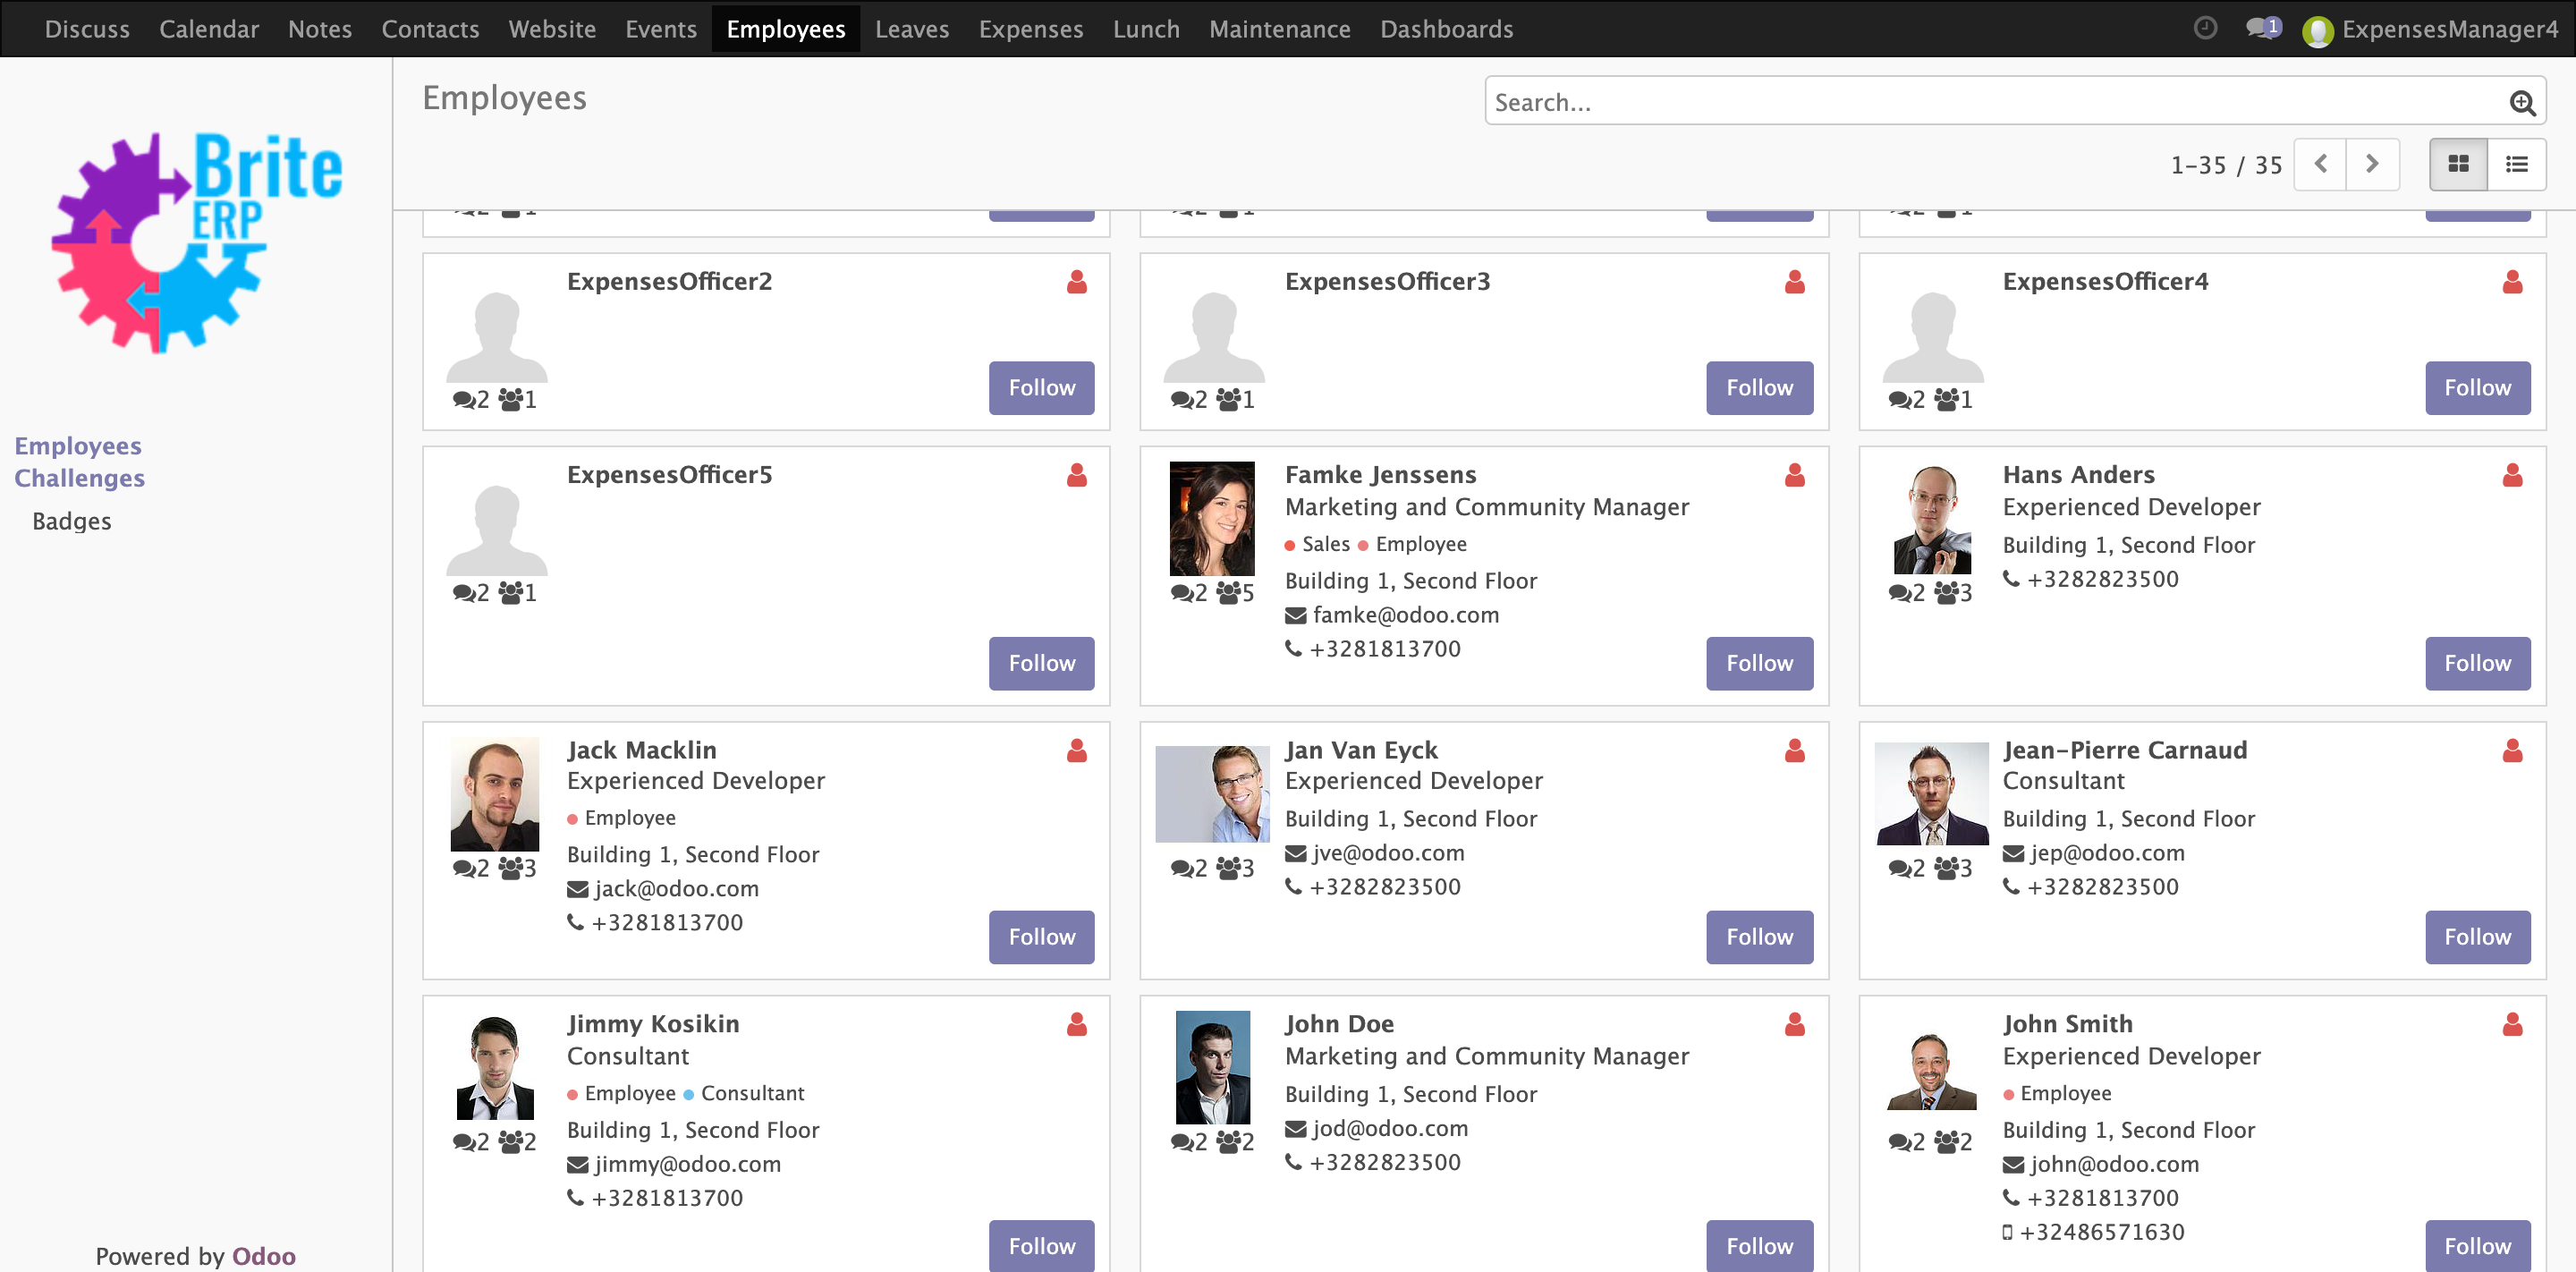 Discuss Calendar Notes Contacts Website Events Employees Leaves Expenses Lunch Maintenance Dashboards 1 ExpensesManager4
Brite
ERP
Employees
Challenges
Badges
Powered by Odoo
Employees
Search...
1-35 / 35
ExpensesOfficer2
2 1
Follow
ExpensesOfficer3
2 1
Follow
ExpensesOfficer4
2 1
Follow
ExpensesOfficer5
2 1
Follow
Famke Jenssens
Marketing and Community Manager
Sales Employee
Building 1, Second Floor
famke@odoo.com
+3281813700
2 5
Follow
Hans Anders
Experienced Developer
Building 1, Second Floor
+3282823500
2 3
Follow
Jack Macklin
Experienced Developer
Employee
Building 1, Second Floor
jack@odoo.com
+3281813700
2 3
Follow
Jan Van Eyck
Experienced Developer
Building 1, Second Floor
jve@odoo.com
+3282823500
2 3
Follow
Jean-Pierre Carnaud
Consultant
Building 1, Second Floor
jep@odoo.com
+3282823500
2 3
Follow
Jimmy Kosikin
Consultant
Employee Consultant
Building 1, Second Floor
jimmy@odoo.com
+3281813700
2 2
Follow
John Doe
Marketing and Community Manager
Building 1, Second Floor
jod@odoo.com
+3282823500
2 2
Follow
John Smith
Experienced Developer
Employee
Building 1, Second Floor
john@odoo.com
+3281813700
+32486571630
2 2
Follow